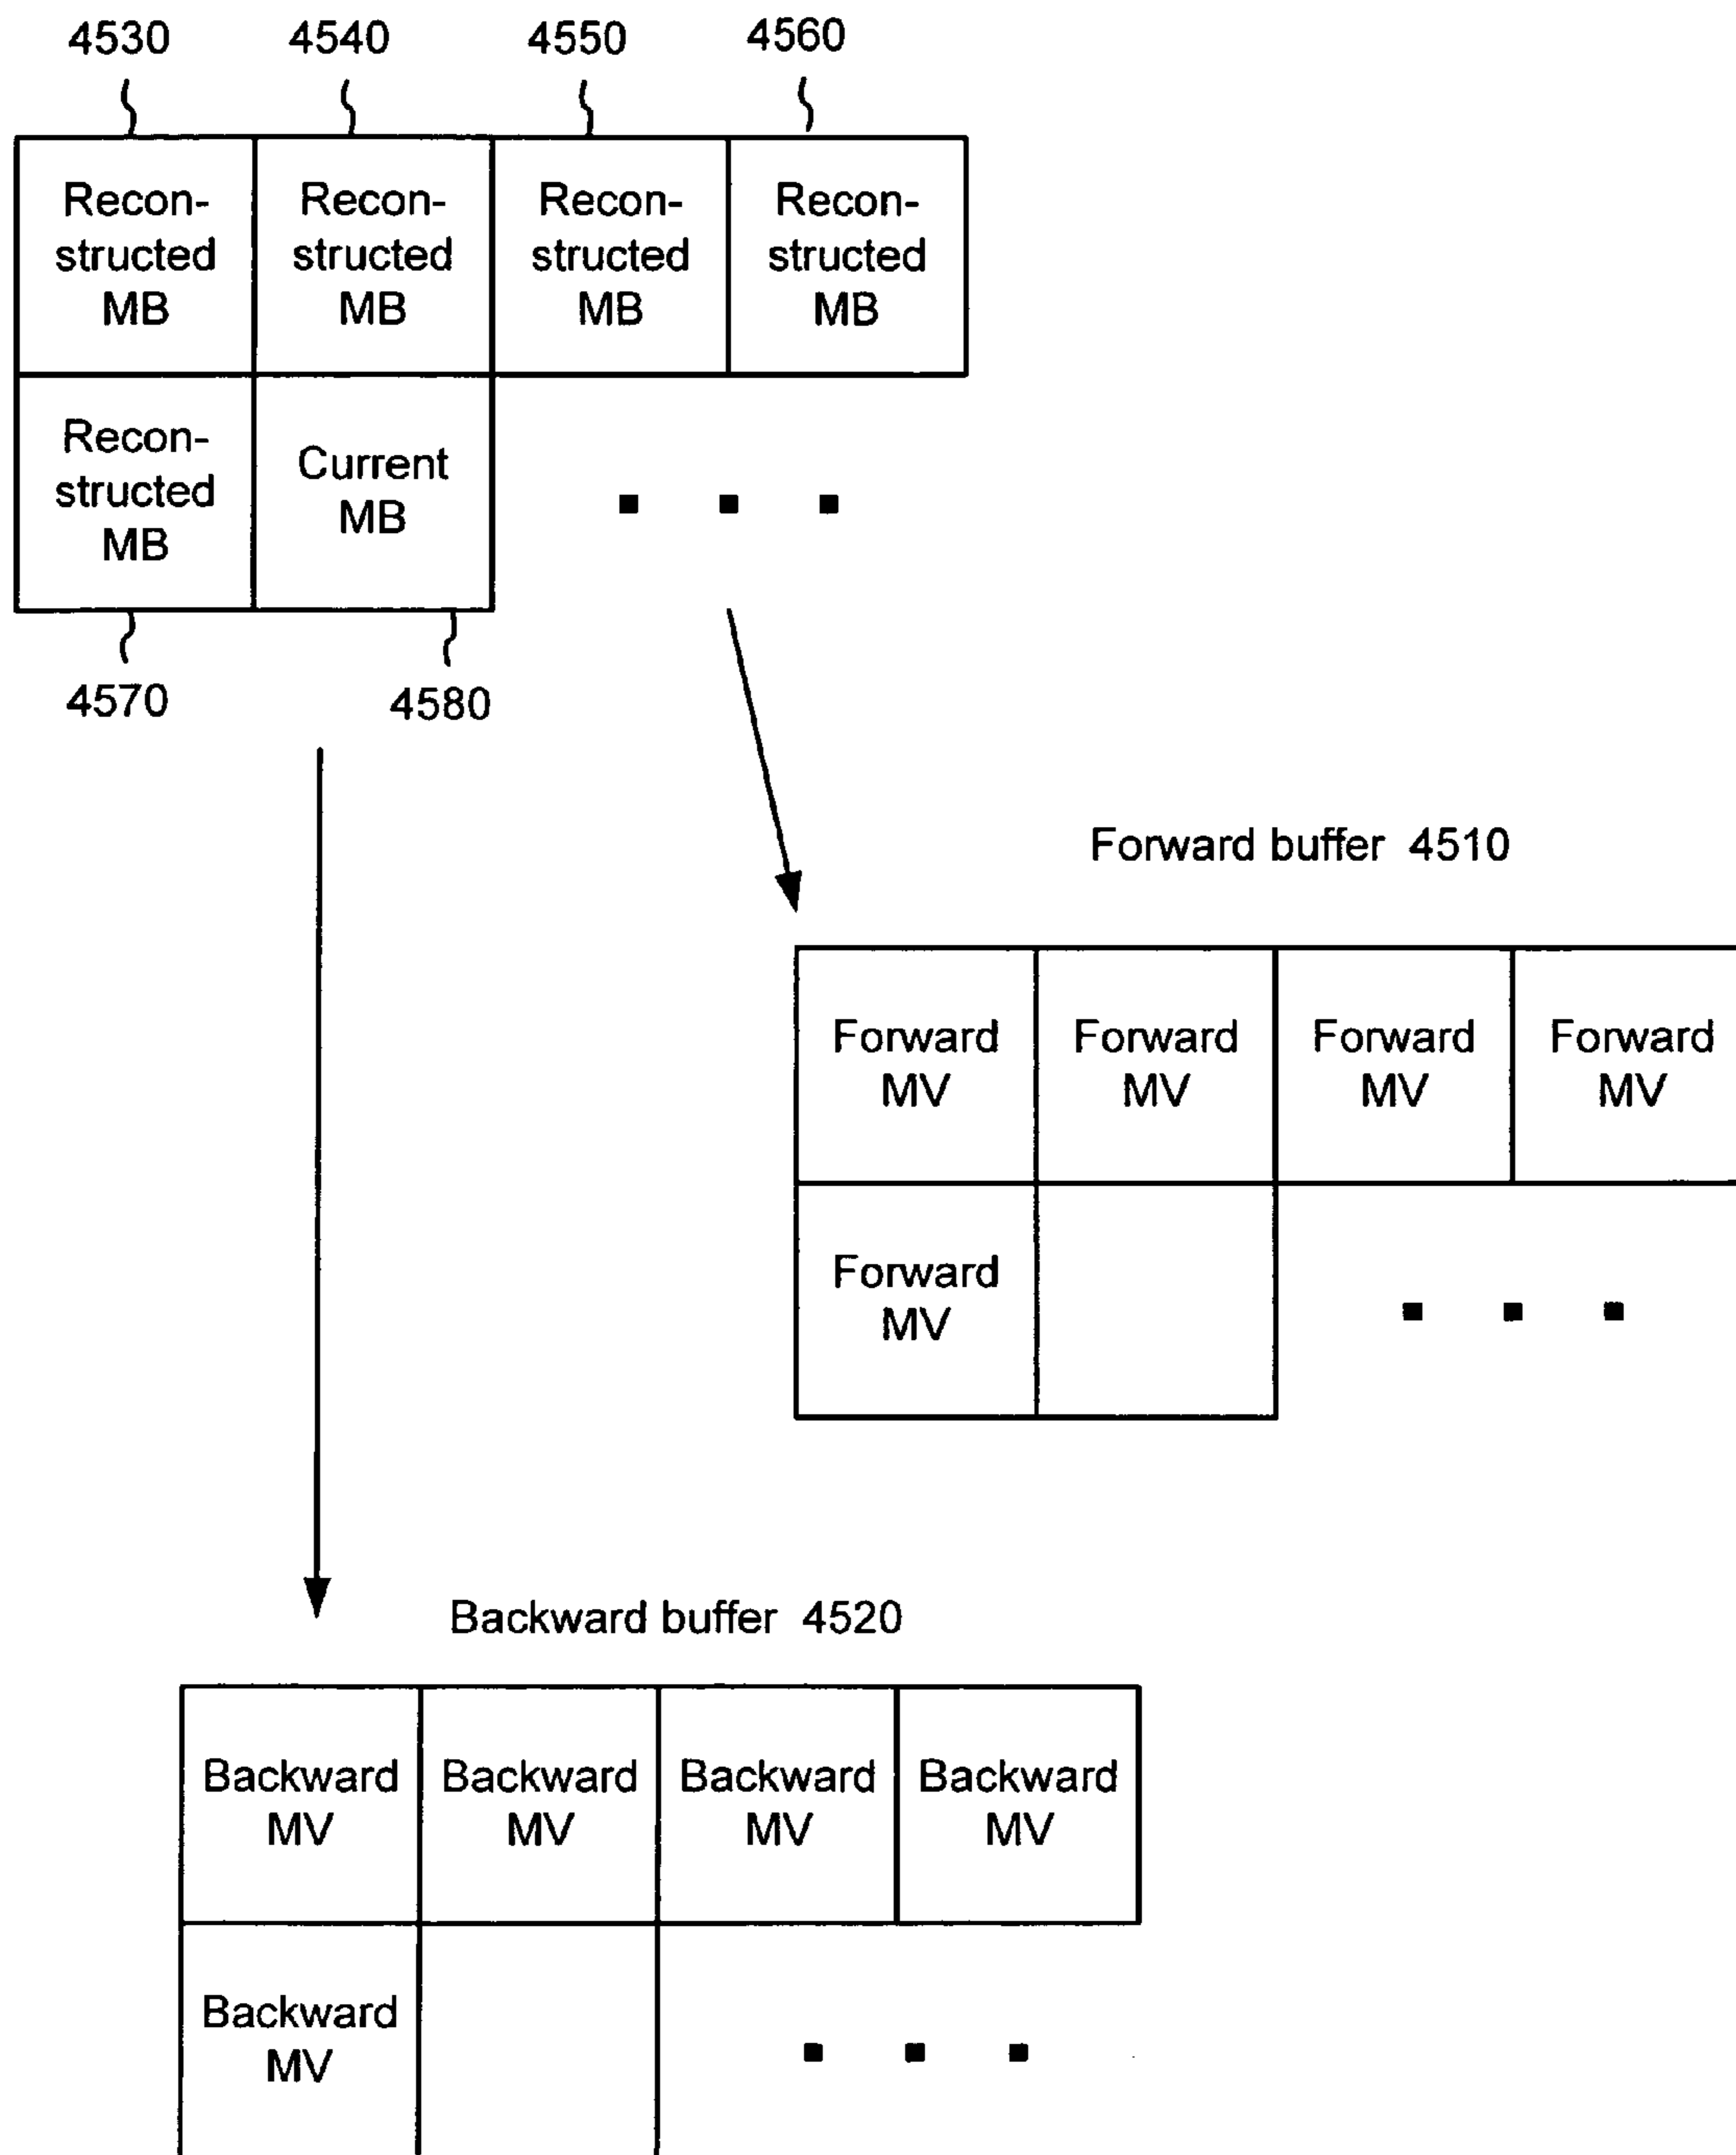 4530 4540 4550 4560
Recon- Recon- Recon- Recon-
structed structed structed structed
MB MB MB MB
Recon- Current
structed MB
MB
4570 4580
Forward buffer 4510
Forward Forward Forward Forward
MV MV MV MV
Forward
MV
Backward buffer 4520
Backward Backward Backward Backward
MV MV MV MV
Backward
MV